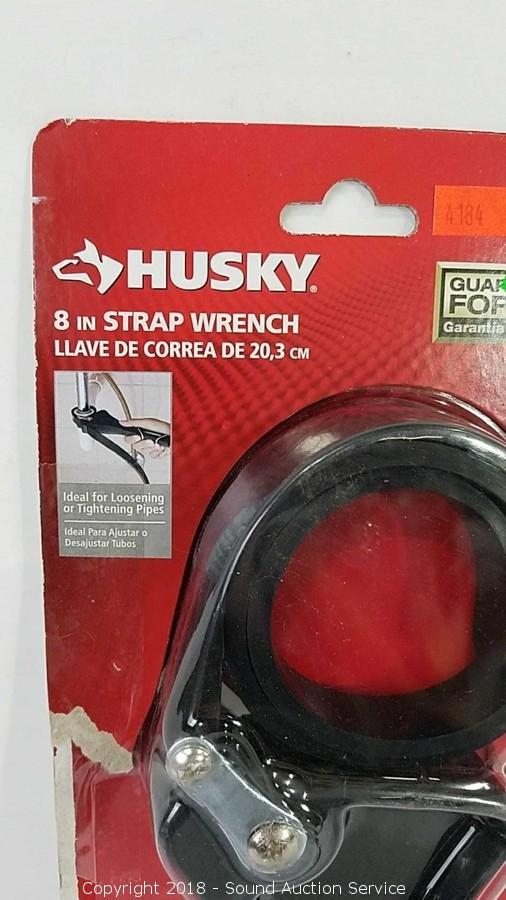 4184
HUSKY®
GUAR
FOR
Garantía
8 IN STRAP WRENCH
LLAVE DE CORREA DE 20,3 CM
Ideal for Loosening
or Tightening Pipes
Ideal Para Ajustar o
Desajustar Tubos
Copyright 2018 - Sound Auction Service